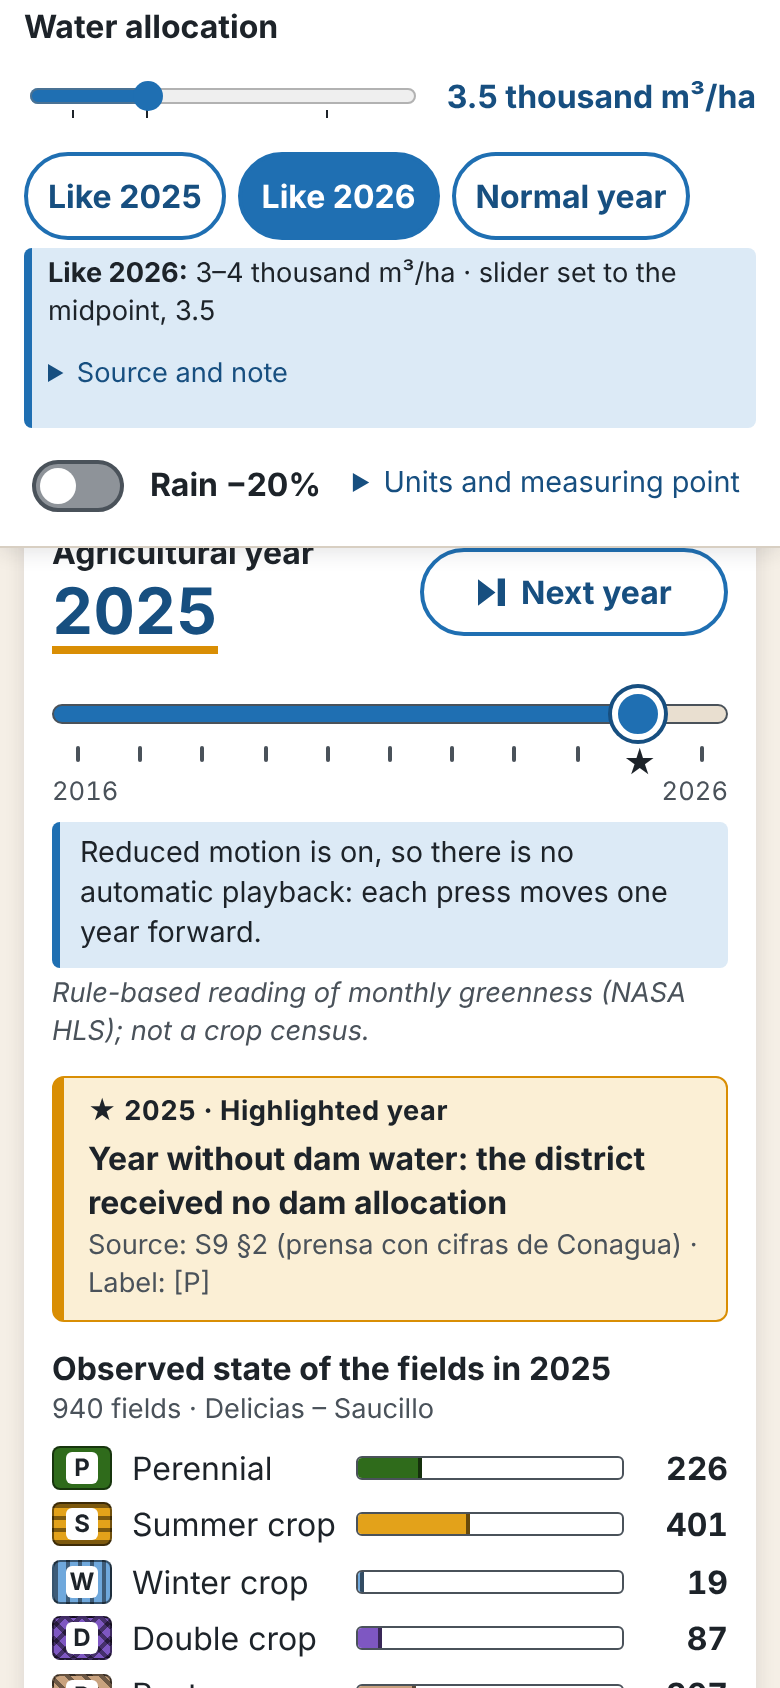 Water allocation
3.5 thousand m³/ha
Like 2025 Like 2026 Normal year
Like 2026: 3–4 thousand m³/ha · slider set to the
midpoint, 3.5
▶ Source and note
Rain −20% ▶ Units and measuring point
Agricultural year
2025
Next year
★
2016 2026
Reduced motion is on, so there is no
automatic playback: each press moves one
year forward.
Rule-based reading of monthly greenness (NASA
HLS); not a crop census.
★ 2025 · Highlighted year
Year without dam water: the district
received no dam allocation
Source: S9 §2 (prensa con cifras de Conagua) ·
Label: [P]
Observed state of the fields in 2025
940 fields · Delicias – Saucillo
P Perennial 226
S Summer crop 401
W Winter crop 19
D Double crop 87